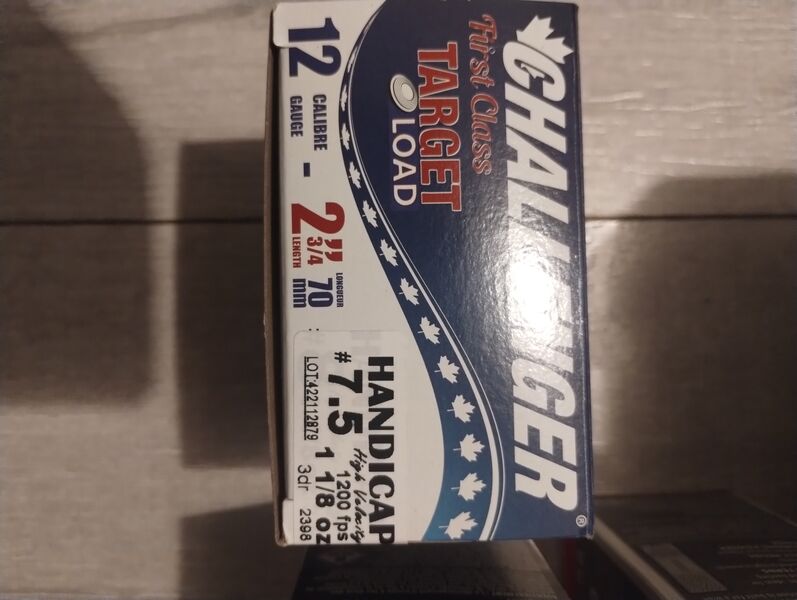 CHALLENGER®
First Class
TARGET
LOAD
12 CALIBRE GAUGE - 2 3/4" LENGTH LONGUEUR 70 mm
HANDICAP
High Velocity
# 7.5 1200 fps
1 1/8 oz
LOT:422112879 3dr 2398